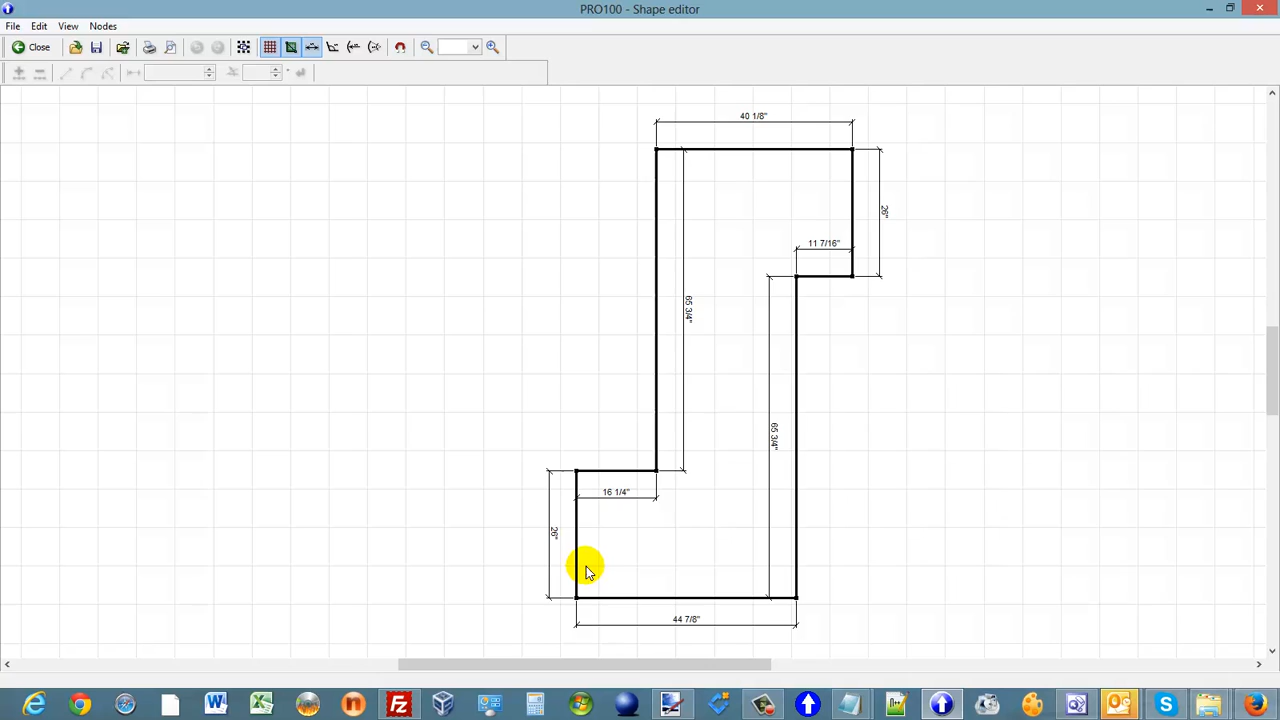 PRO100 - Shape editor
File Edit View Nodes
Close
40 1/8"
26"
11 7/16"
65 3/4"
65 3/4"
16 1/4"
26"
44 7/8"